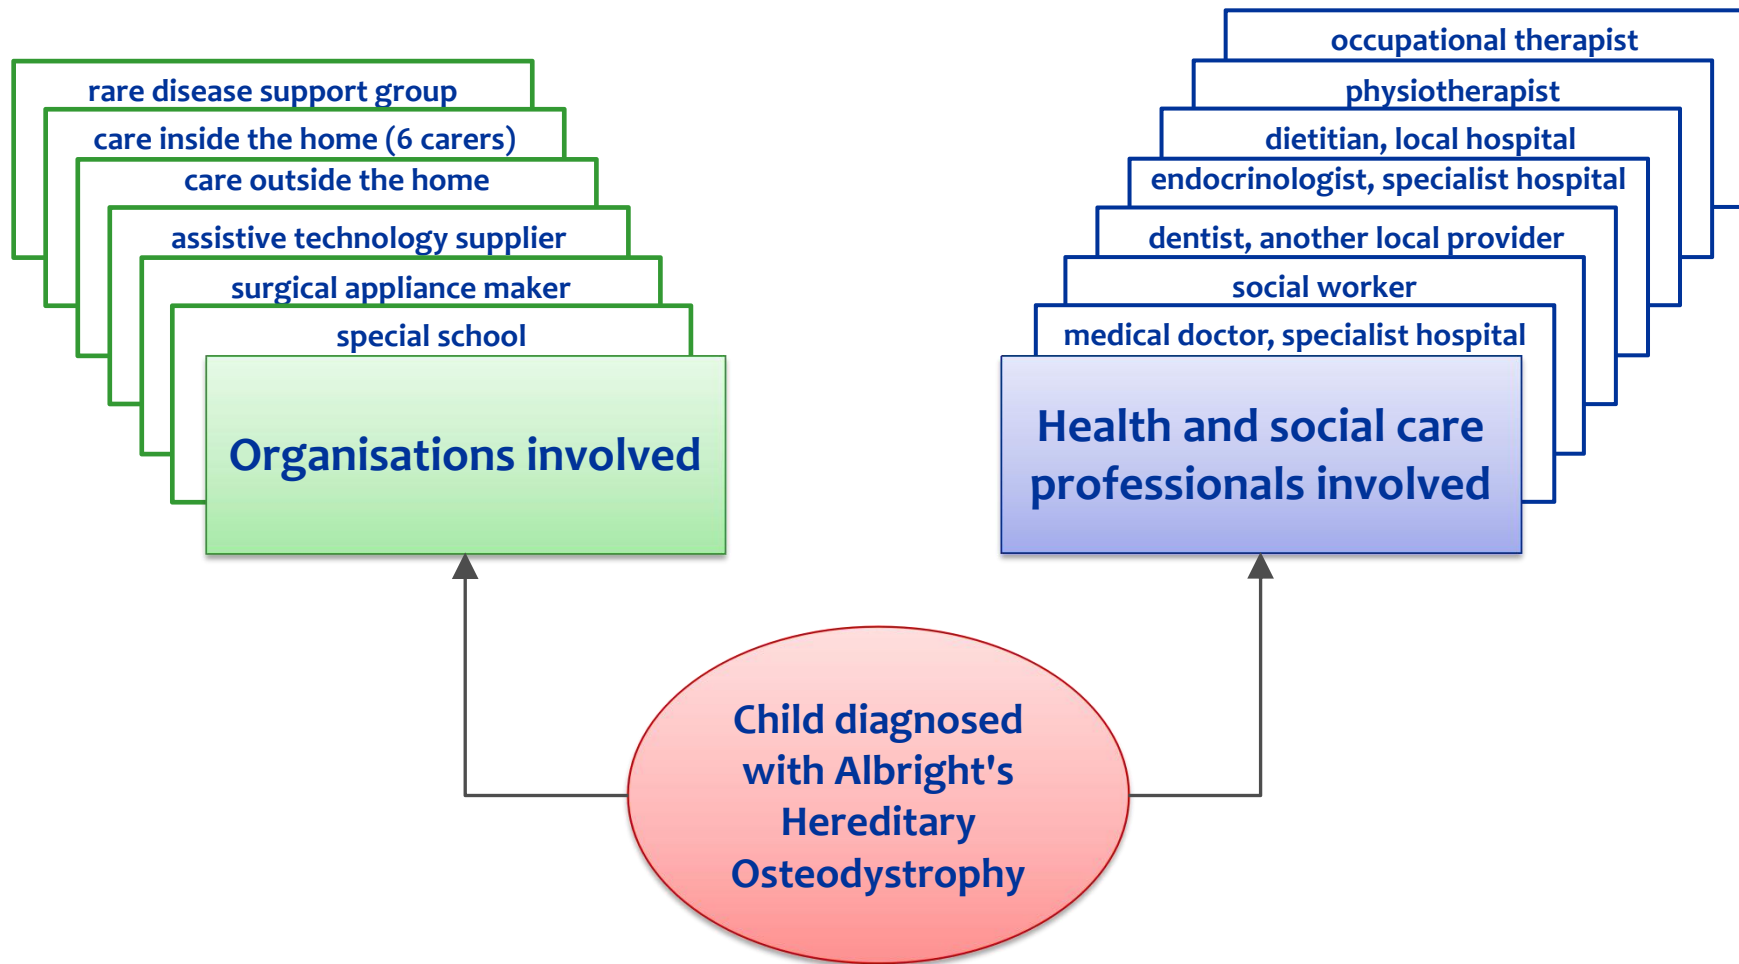 rare disease support group
care inside the home (6 carers)
care outside the home
assistive technology supplier
surgical appliance maker
special school
Organisations involved
occupational therapist
physiotherapist
dietitian, local hospital
endocrinologist, specialist hospital
dentist, another local provider
social worker
medical doctor, specialist hospital
Health and social care
professionals involved
Child diagnosed
with Albright's
Hereditary
Osteodystrophy